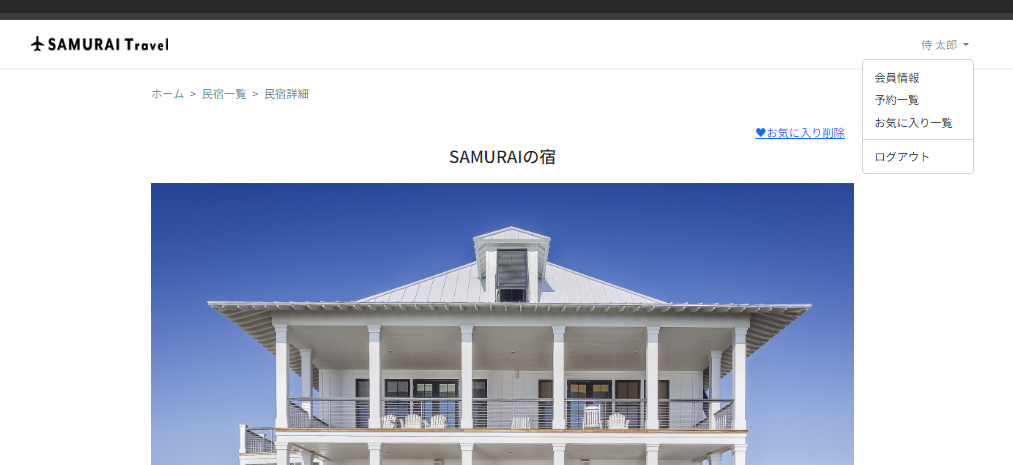 SAMURAI Travel
侍 太郎
会員情報
予約一覧
お気に入り一覧
ログアウト
ホーム > 民宿一覧 > 民宿詳細
♥お気に入り削除
SAMURAIの宿